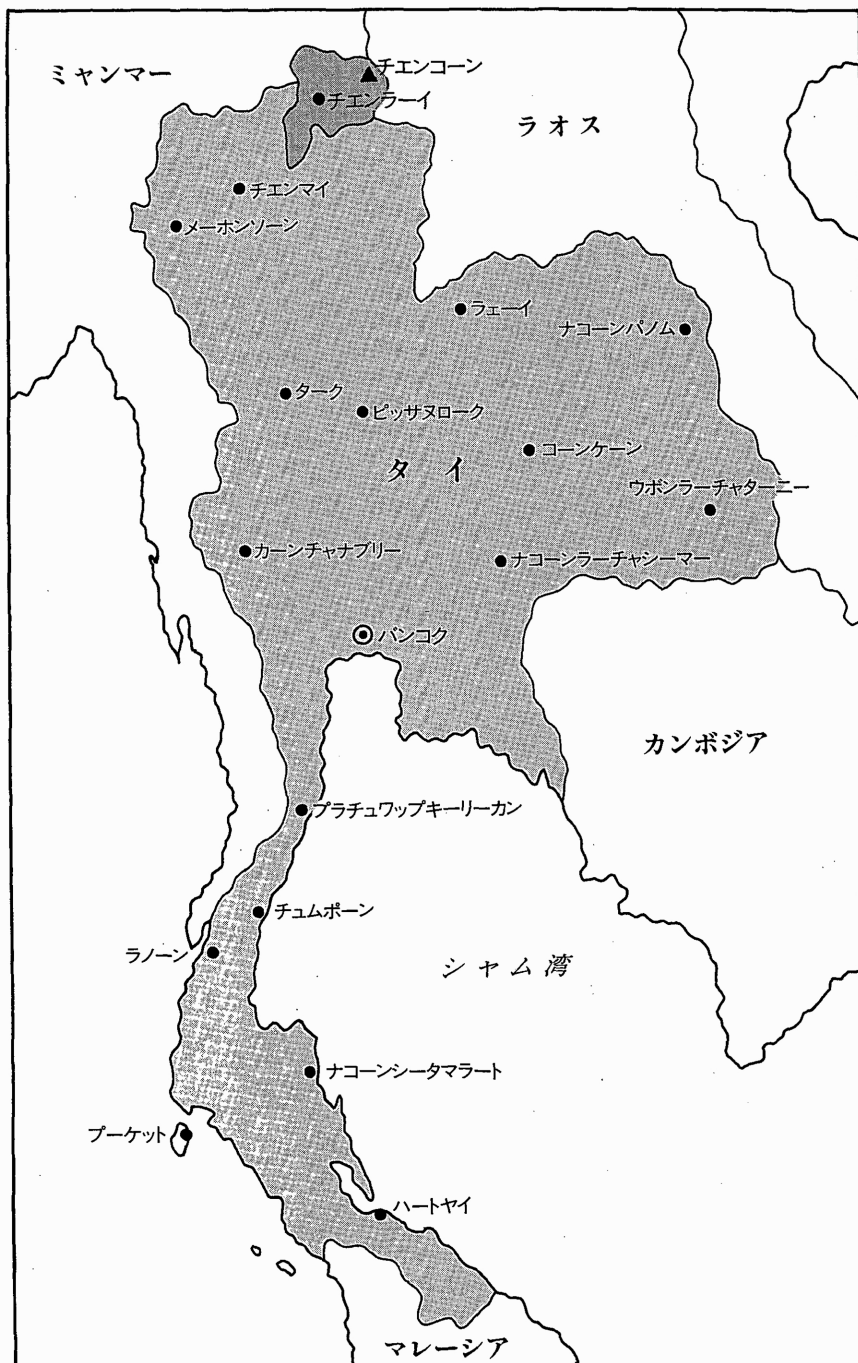 ミャンマー
チエンコーン
チエンラーイ
ラオス
チエンマイ
メーホンソーン
ラェーイ
ナコーンパノム
ターク
ピッサヌローク
コーンケーン
タイ
ウボンラーチャターニー
カーンチャナブリー
ナコーンラーチャシーマー
バンコク
カンボジア
プラチュワップキーリーカン
チュムポーン
ラノーン
シャム湾
ナコーンシータマラート
プーケット
ハートヤイ
マレーシア